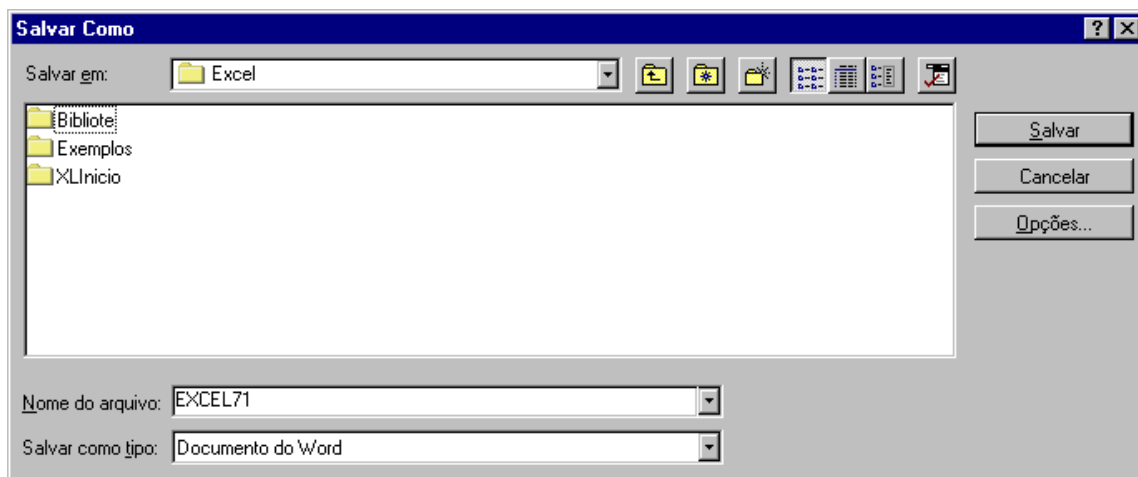 Salvar Como
Salvar em: Excel
Bibliote
Exemplos
XLInicio
Salvar
Cancelar
Opções...
Nome do arquivo: EXCEL71
Salvar como tipo: Documento do Word